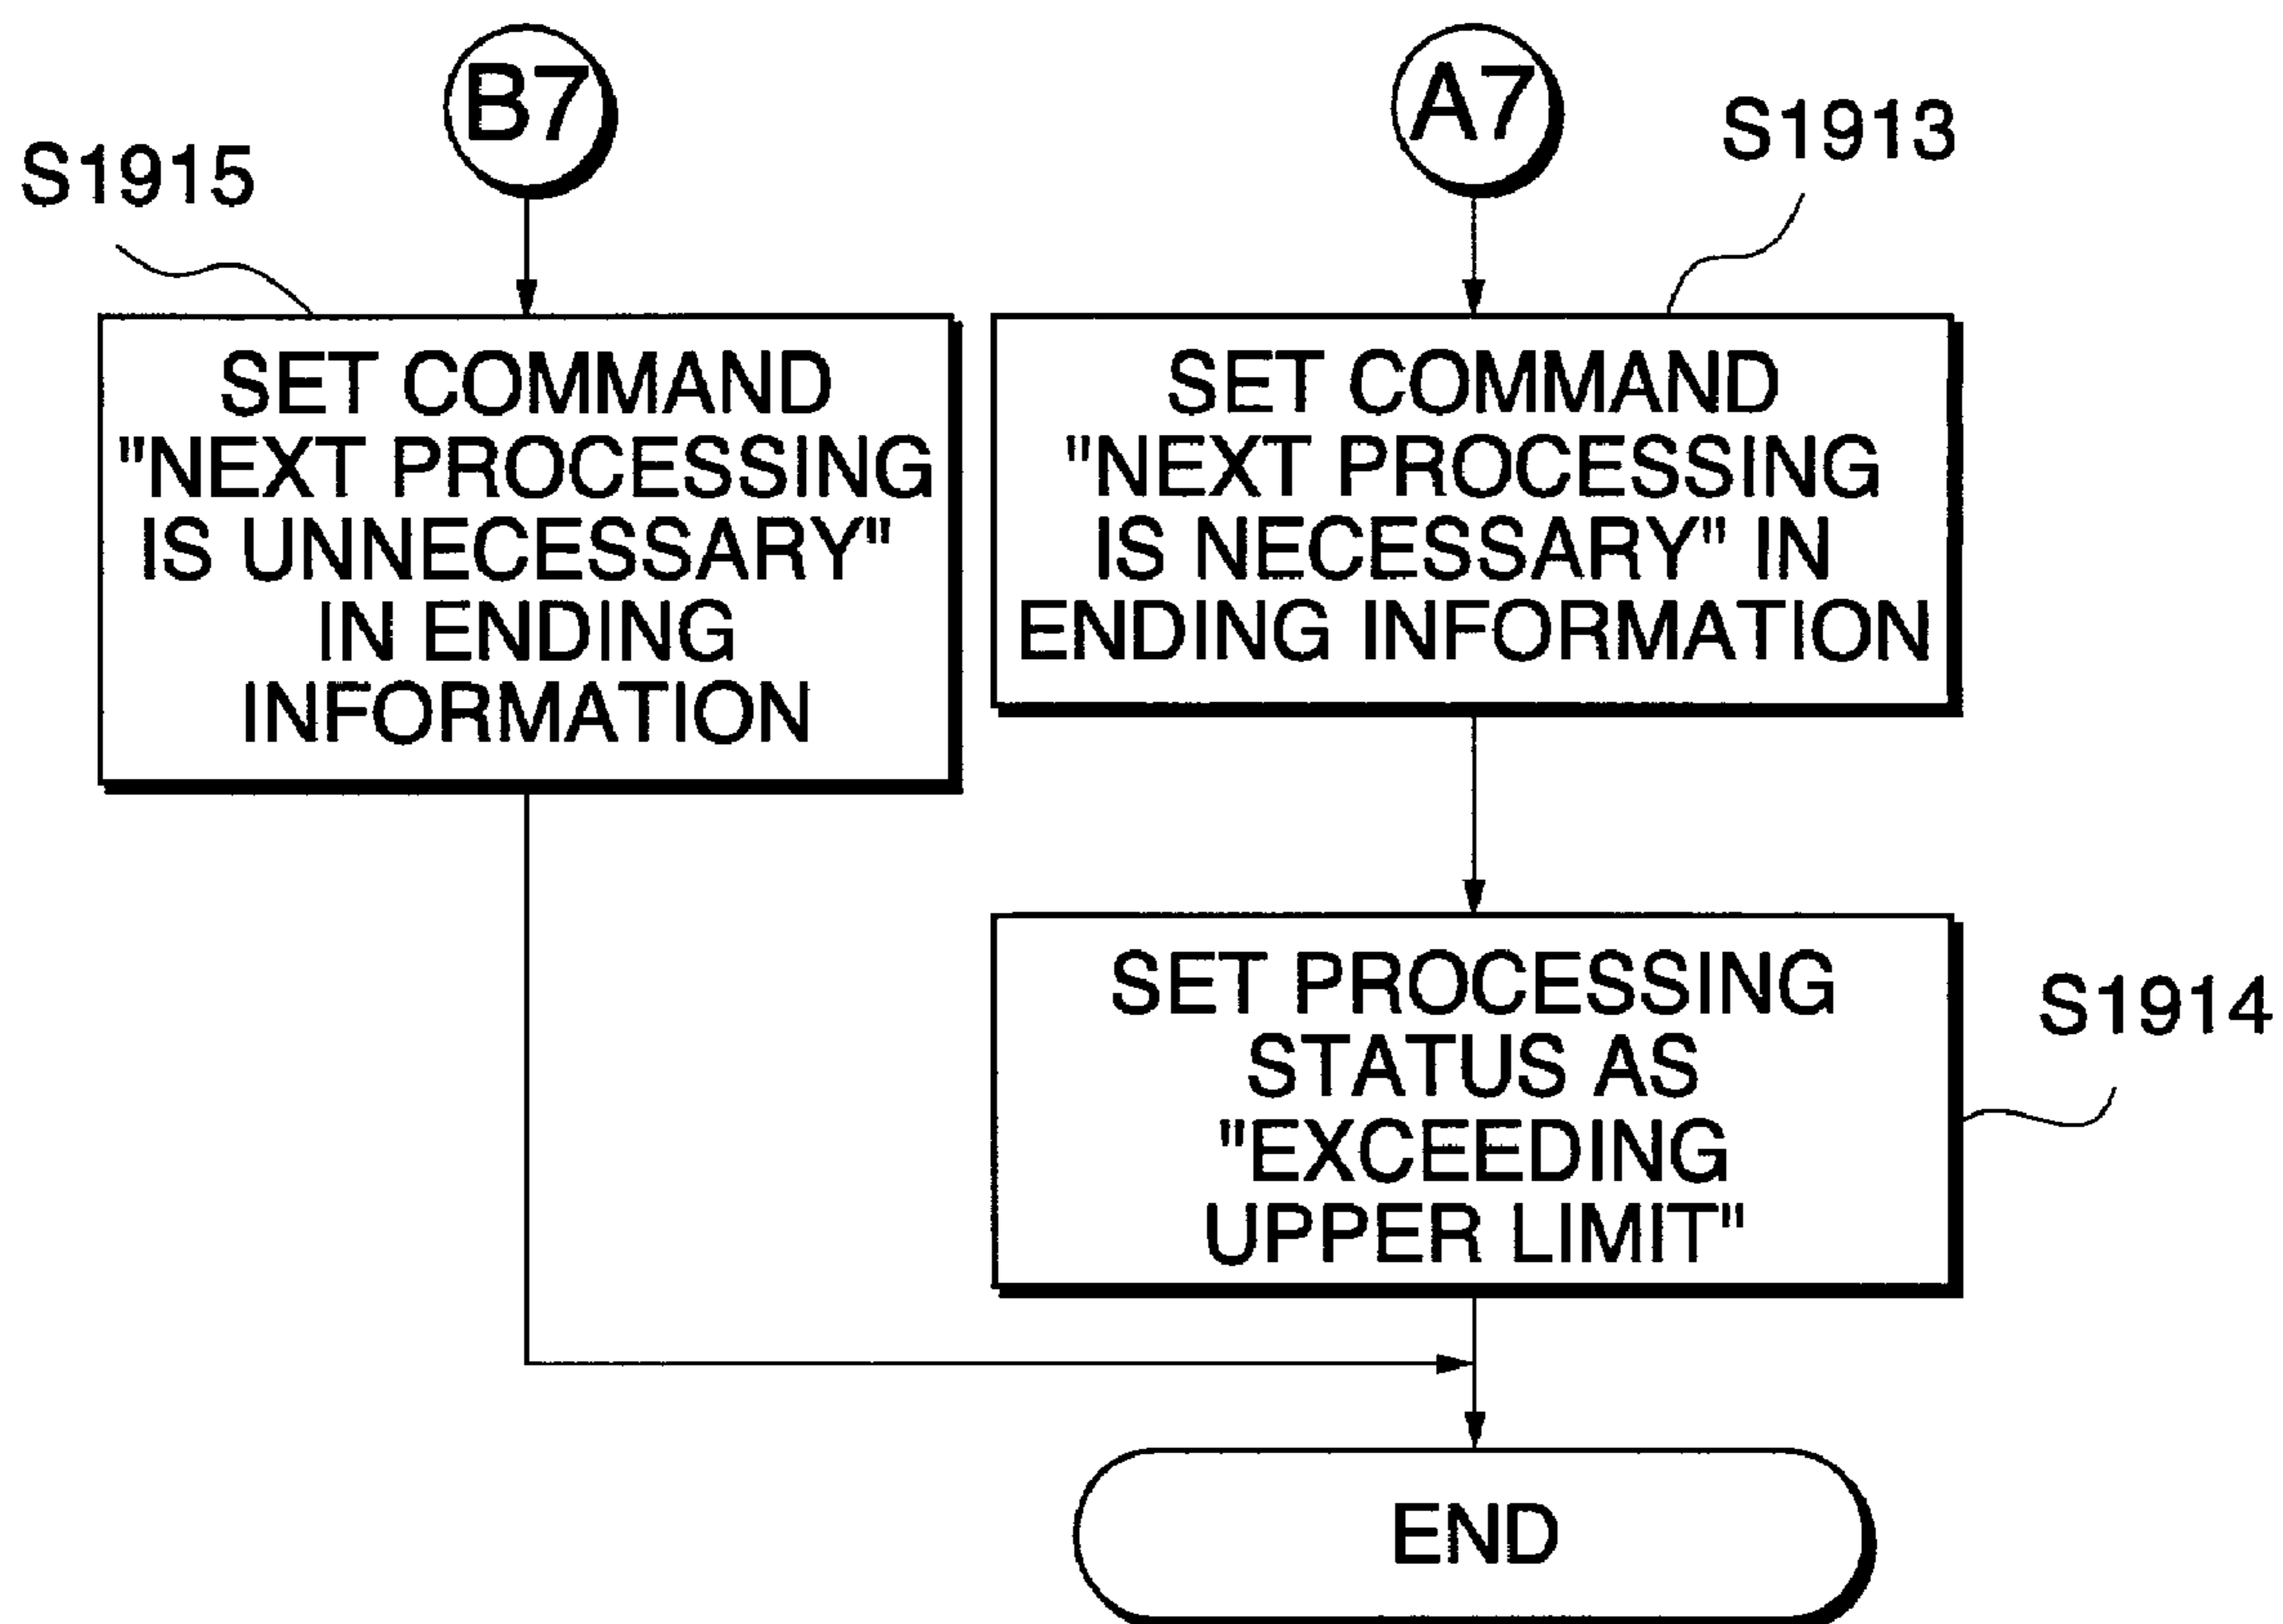 B7
A7
S1913
S1915
SET COMMAND
"NEXT PROCESSING
IS UNNECESSARY"
IN ENDING
INFORMATION
SET COMMAND
"NEXT PROCESSING
IS NECESSARY" IN
ENDING INFORMATION
SET PROCESSING
STATUS AS
"EXCEEDING
UPPER LIMIT"
S1914
END